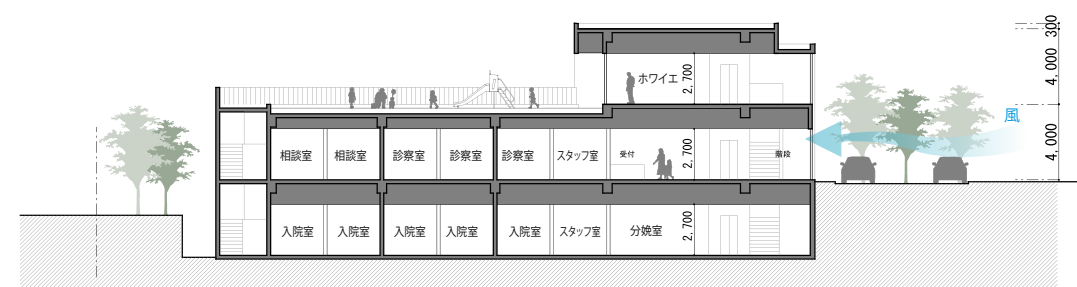 300
4,000
ホワイエ
2,700
風
4,000
相談室
相談室
診察室
診察室
診察室
スタッフ室
受付
2,700
階段
入院室
入院室
入院室
入院室
入院室
スタッフ室
分娩室
2,700